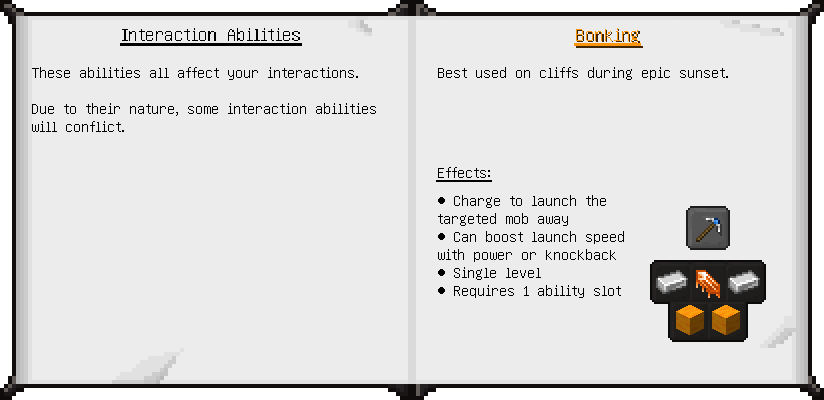 Interaction Abilities
These abilities all affect your interactions.
Due to their nature, some interaction abilities
will conflict.
Bonking
Best used on cliffs during epic sunset.
Effects:
• Charge to launch the
targeted mob away
• Can boost launch speed
with power or knockback
• Single level
• Requires 1 ability slot